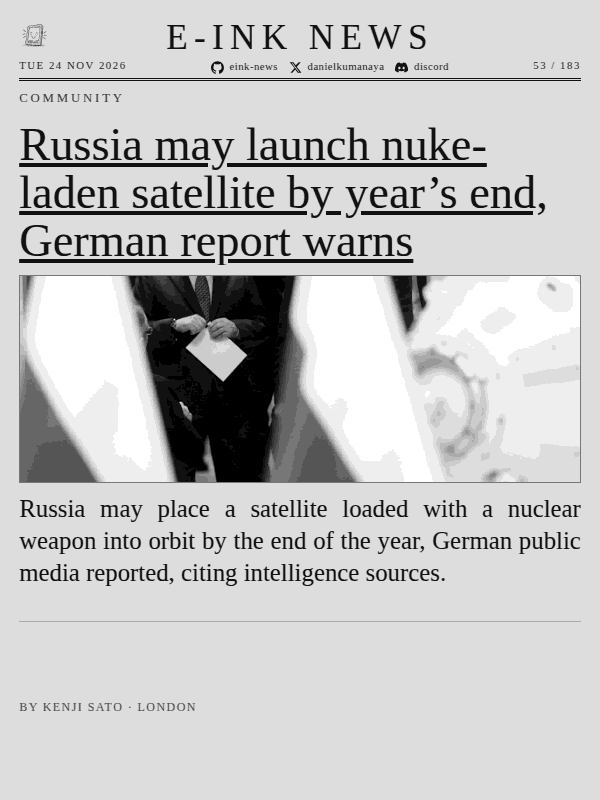 E-INK NEWS
TUE 24 NOV 2026
eink-news danielkumanaya discord
53 / 183
COMMUNITY
Russia may launch nuke-
laden satellite by year’s end,
German report warns
Russia may place a satellite loaded with a nuclear
weapon into orbit by the end of the year, German public
media reported, citing intelligence sources.
BY KENJI SATO · LONDON